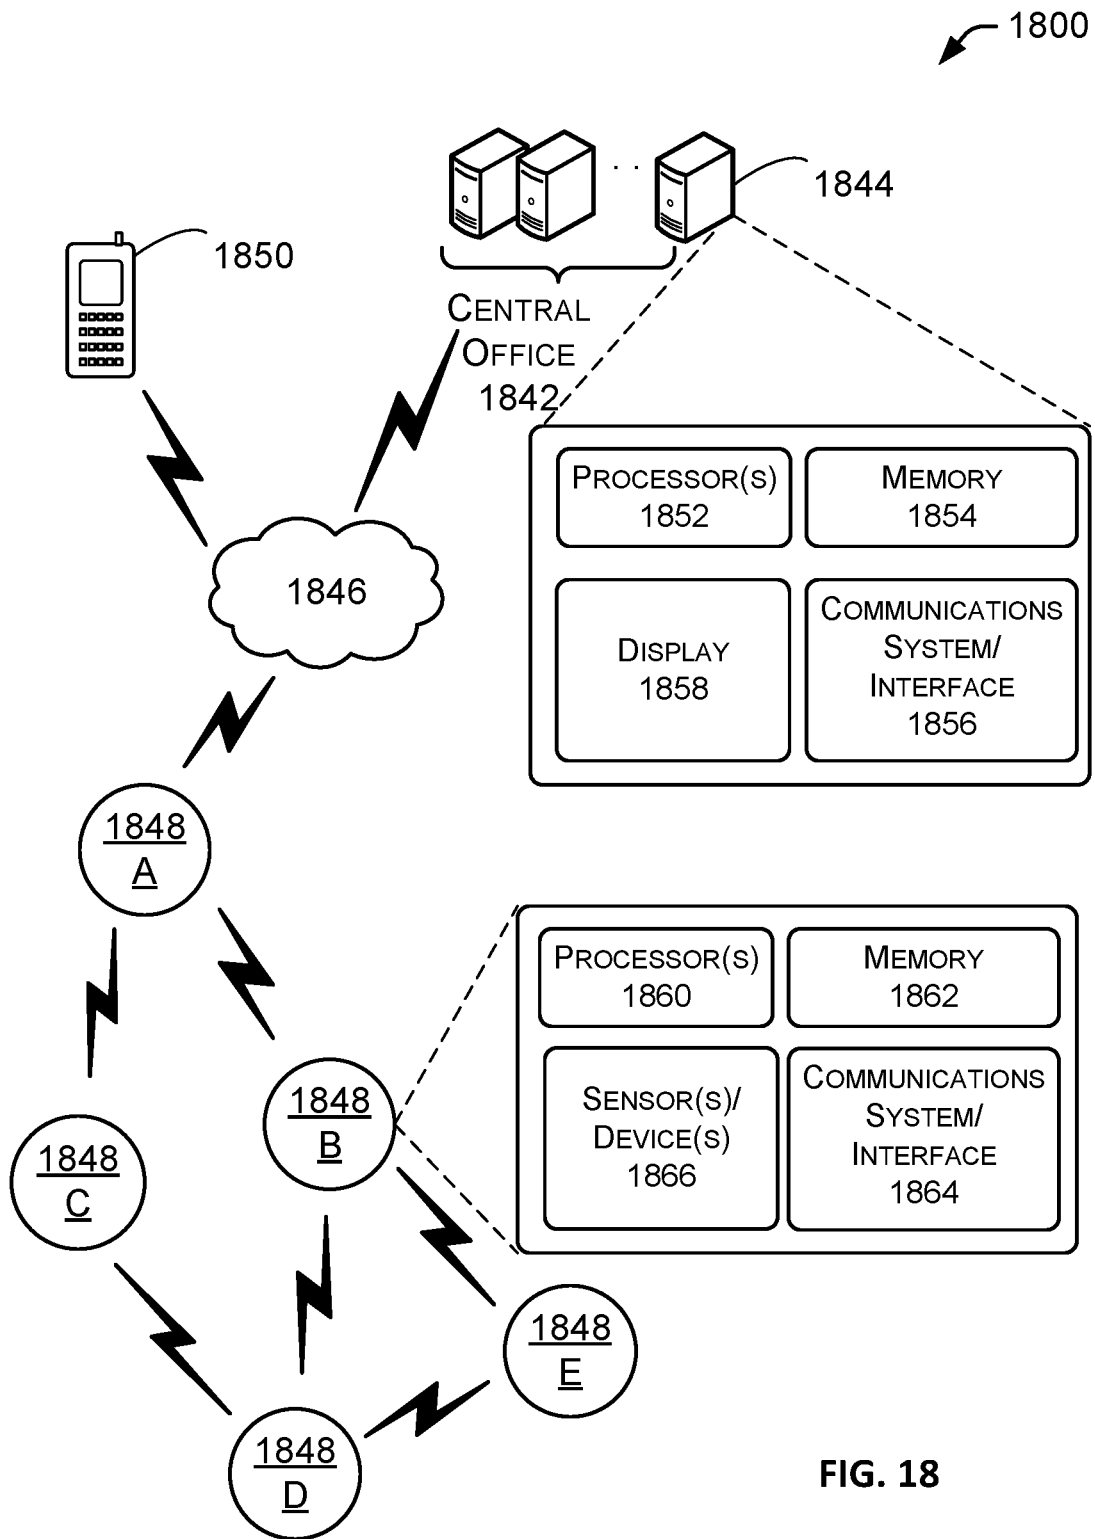 1800
1844
1850
CENTRAL
OFFICE
1842
PROCESSOR(S)
1852
MEMORY
1854
1846
DISPLAY
1858
COMMUNICATIONS
SYSTEM/
INTERFACE
1856
1848
A
PROCESSOR(S)
1860
MEMORY
1862
1848
B
SENSOR(S)/
DEVICE(S)
1866
COMMUNICATIONS
SYSTEM/
INTERFACE
1864
1848
C
1848
E
1848
D
FIG. 18